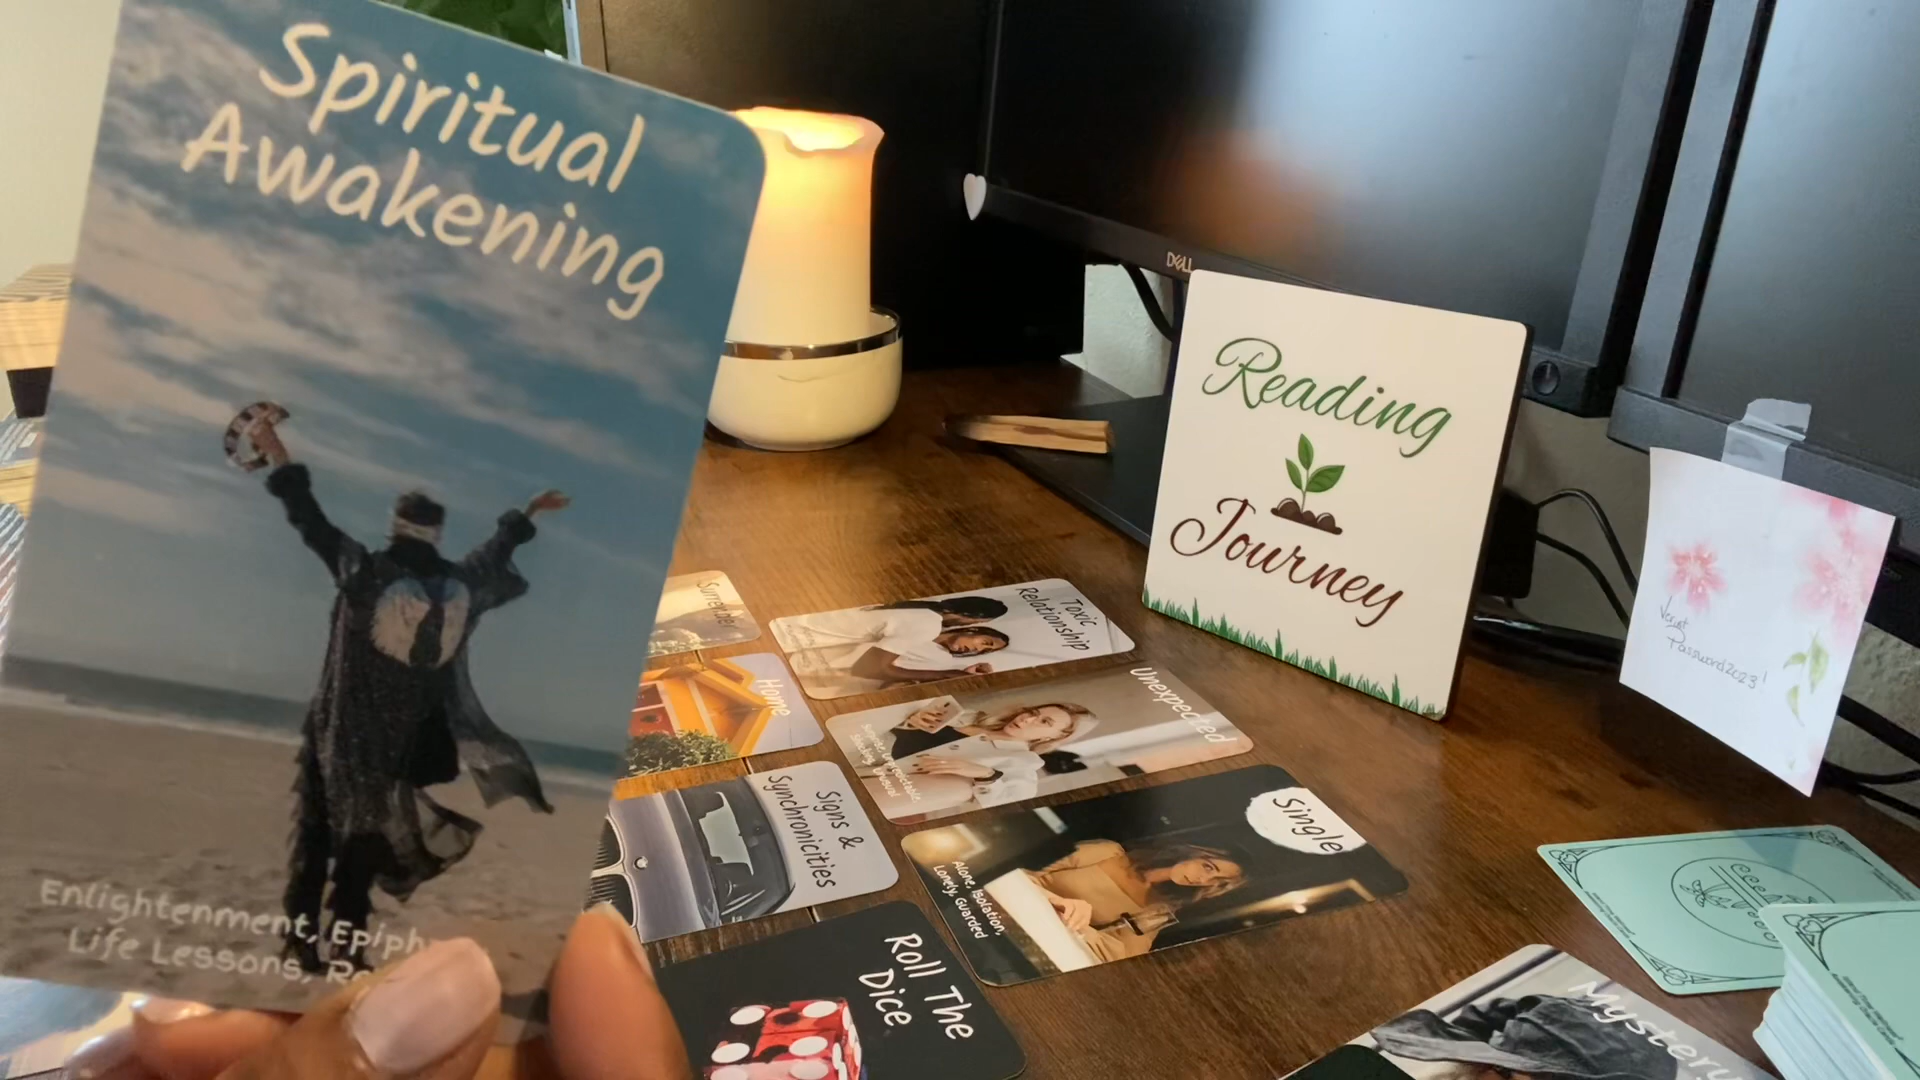 Spiritual
Awakening
Enlightenment, Epiph
Life Lessons,
DELL
Reading
Journey
Password2023!
Surrender
Toxic
Relationship
Home
Unexpected
Signs &
Synchronicities
Single
Alone, Isolation,
Lonely, Guarded
Roll The
Dice
Mystery